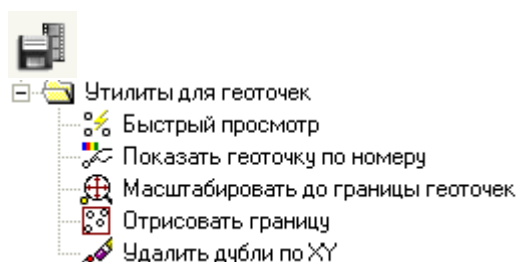 Утилиты для геоточек
Быстрый просмотр
Показать геоточку по номеру
Масштабировать до границы геоточек
Отрисовать границу
Удалить дубли по XY